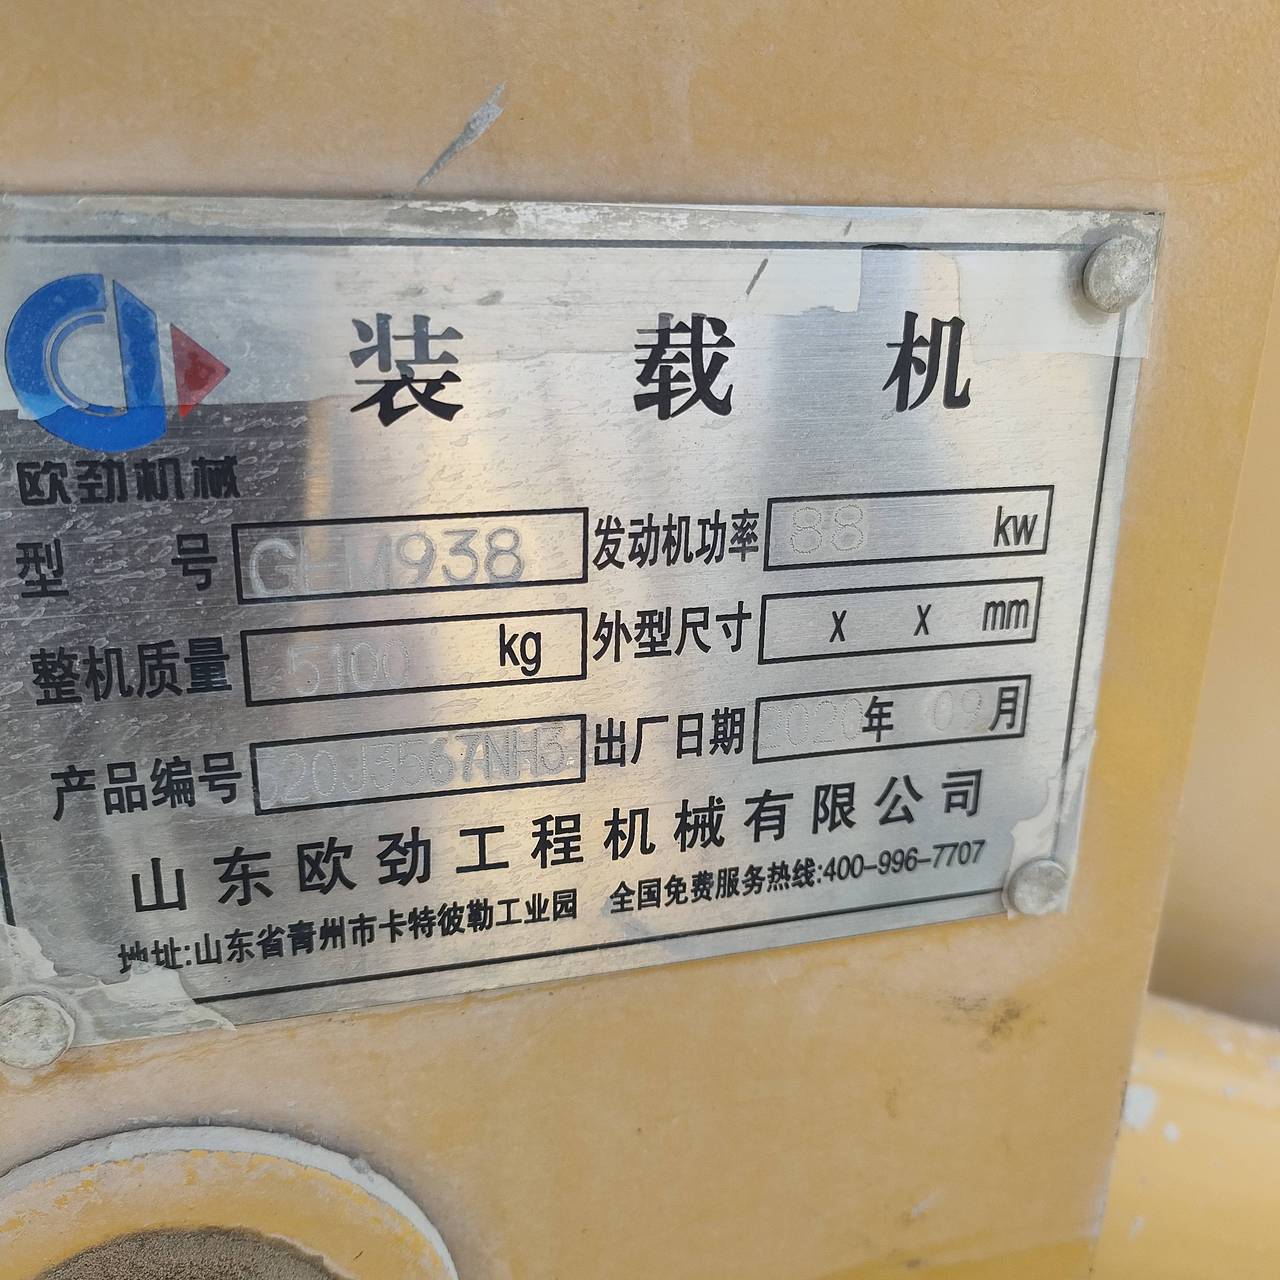 装载机
欧劲机械
型号 GHM938 发动机功率 88 kw
整机质量 5100 kg 外型尺寸 x x mm
产品编号 20J3567NH3 出厂日期 2020年 09月
山东欧劲工程机械有限公司
地址:山东省青州市卡特彼勒工业园 全国免费服务热线:400-996-7707